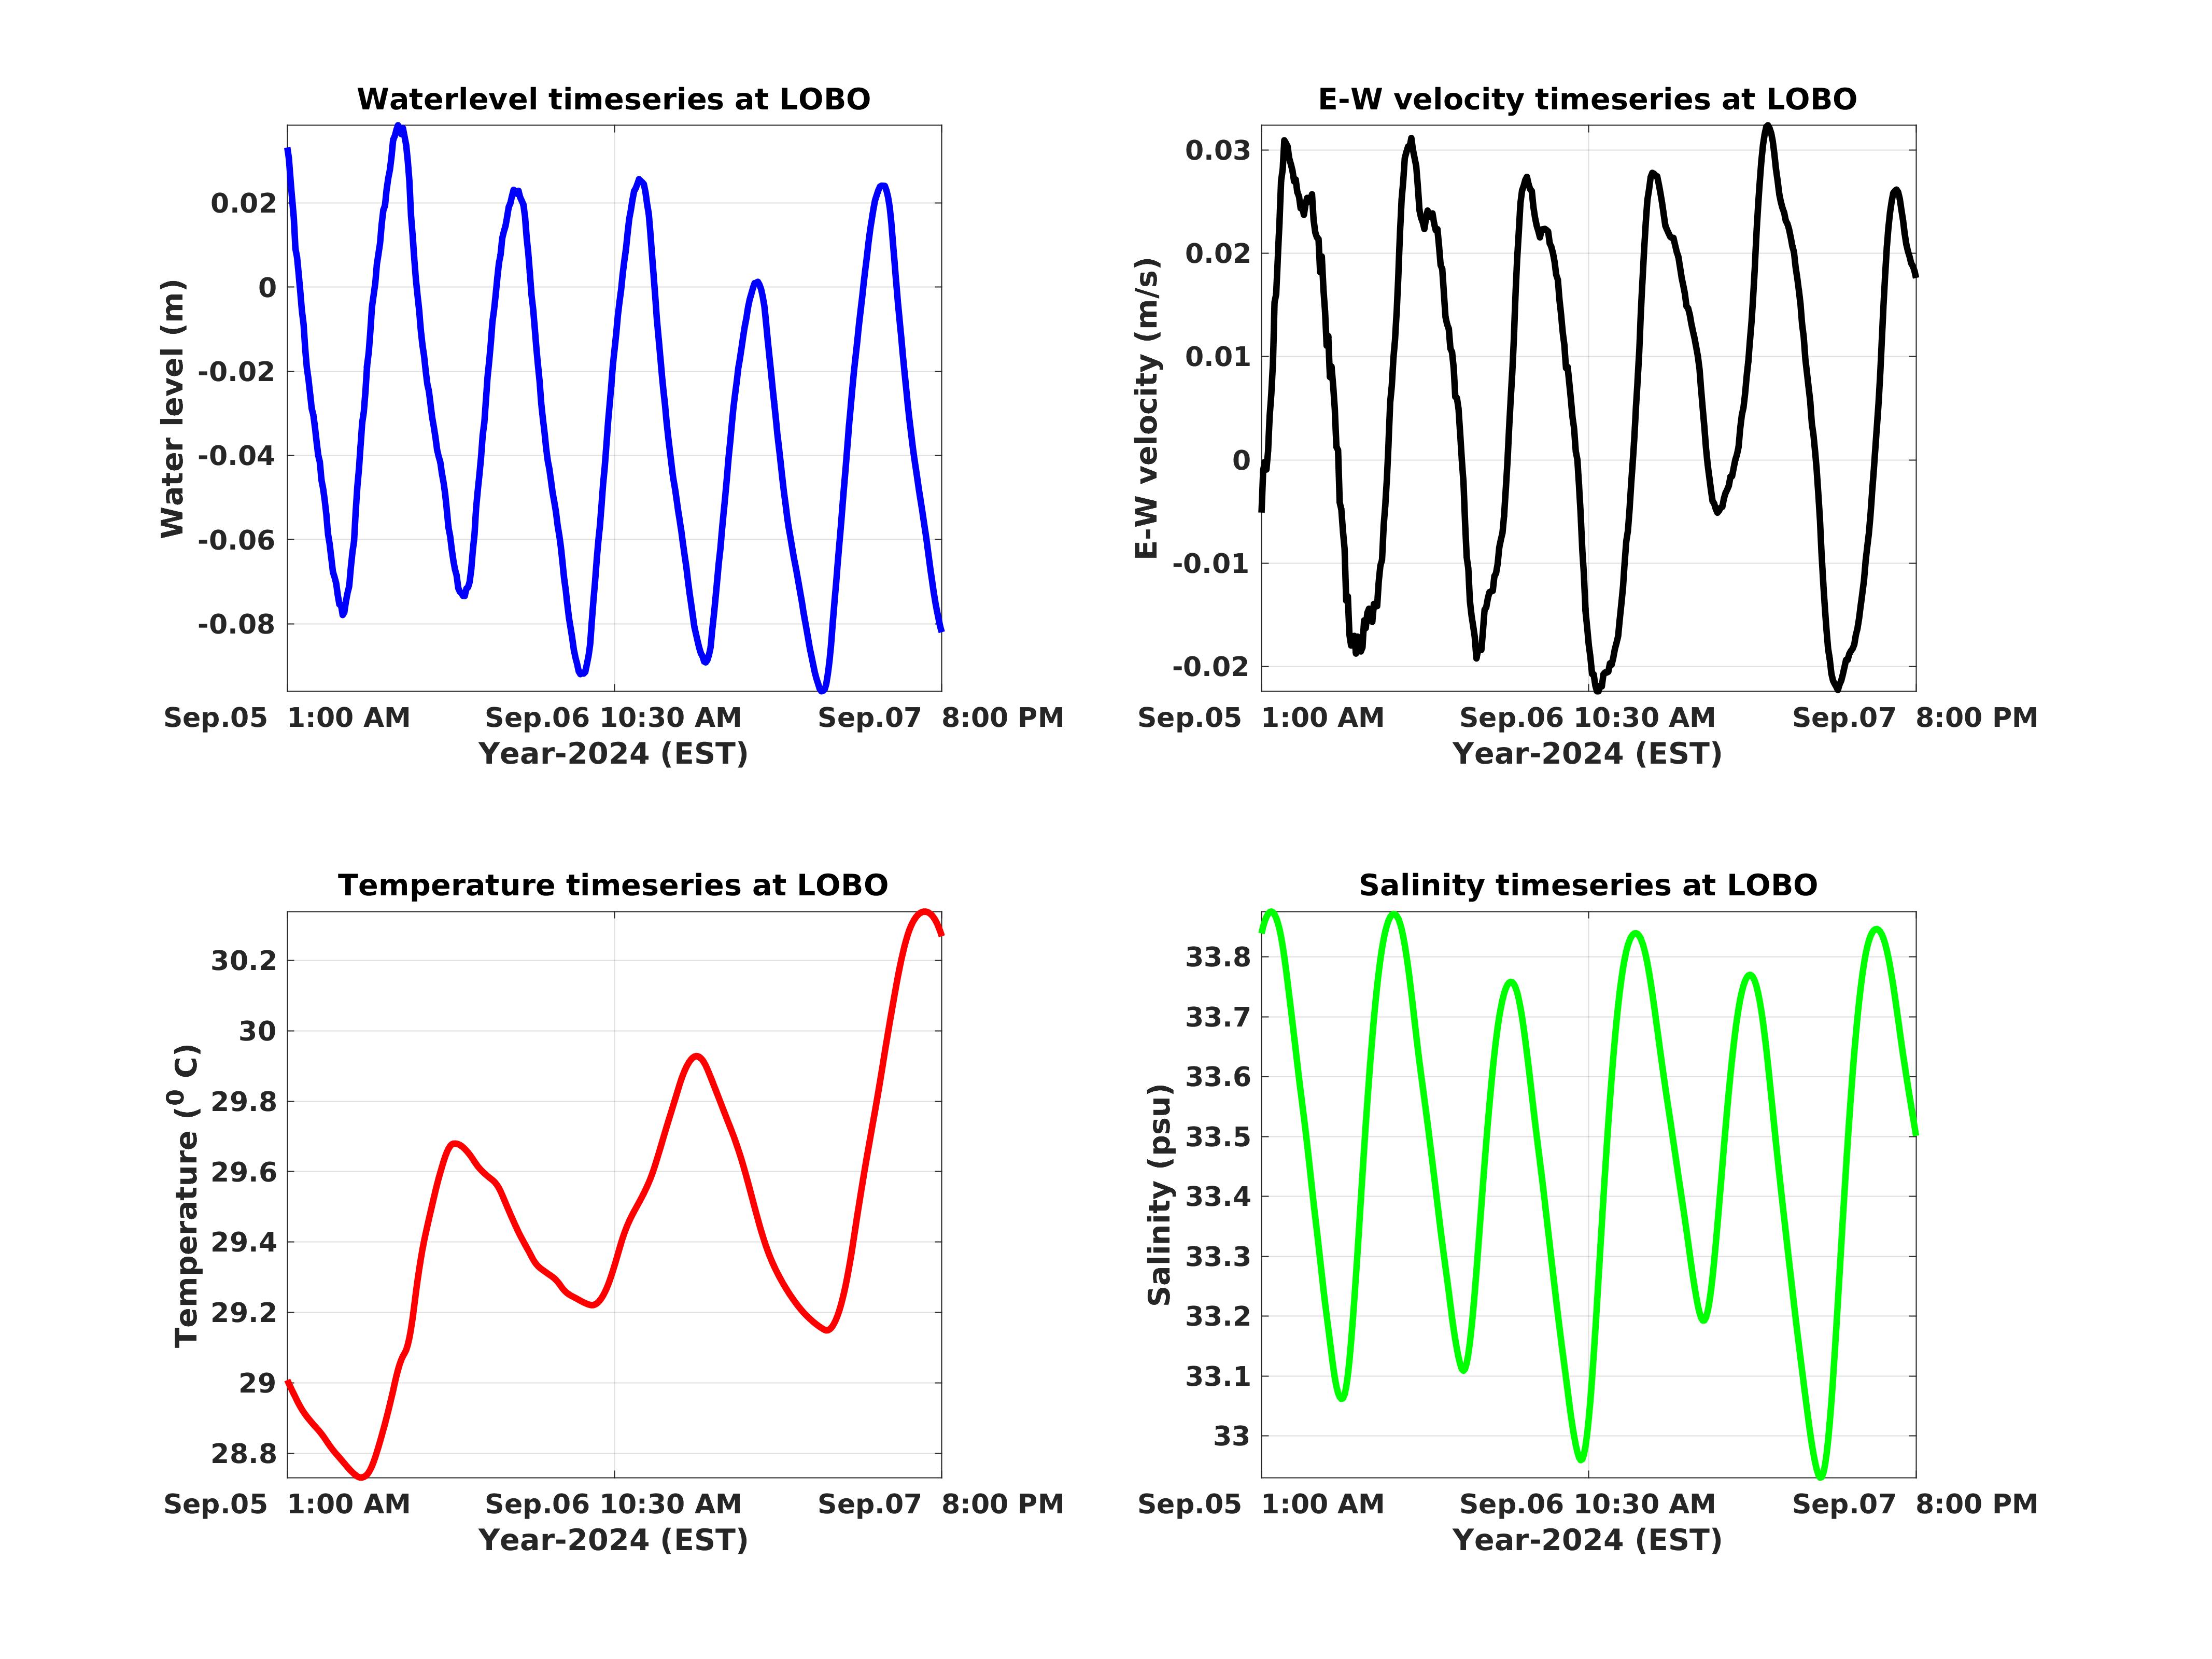 Waterlevel timeseries at LOBO
0.02
0
-0.02
-0.04
-0.06
-0.08
Water level (m)
Sep.05 1:00 AM
Sep.06 10:30 AM
Sep.07 8:00 PM
Year-2024 (EST)
E-W velocity timeseries at LOBO
0.03
0.02
0.01
0
-0.01
-0.02
E-W velocity (m/s)
Sep.05 1:00 AM
Sep.06 10:30 AM
Sep.07 8:00 PM
Year-2024 (EST)
Temperature timeseries at LOBO
30.2
30
29.8
29.6
29.4
29.2
29
28.8
Temperature (⁰ C)
Sep.05 1:00 AM
Sep.06 10:30 AM
Sep.07 8:00 PM
Year-2024 (EST)
Salinity timeseries at LOBO
33.8
33.7
33.6
33.5
33.4
33.3
33.2
33.1
33
Salinity (psu)
Sep.05 1:00 AM
Sep.06 10:30 AM
Sep.07 8:00 PM
Year-2024 (EST)